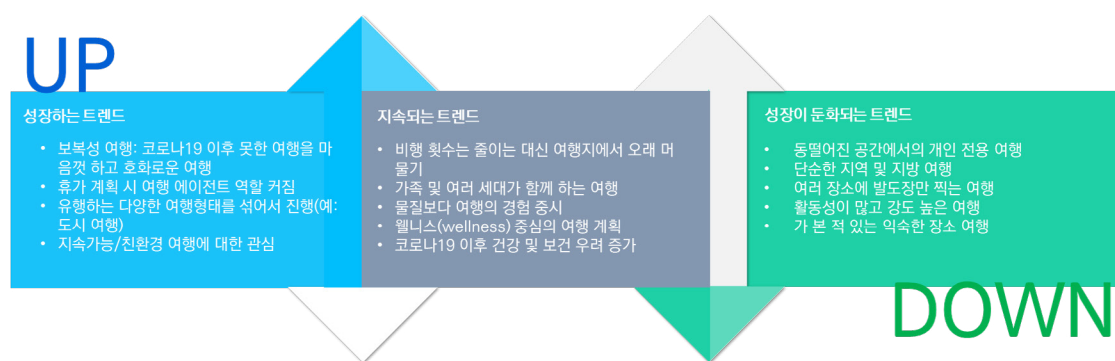 UP
성장하는 트렌드
• 보복성 여행: 코로나19 이후 못한 여행을 마
음껏 하고 호화로운 여행
• 휴가 계획 시 여행 에이전트 역할 커짐
• 유행하는 다양한 여행형태를 섞어서 진행(예:
도시 여행)
• 지속가능/친환경 여행에 대한 관심
지속되는 트렌드
• 비행 횟수는 줄이는 대신 여행지에서 오래 머
물기
• 가족 및 여러 세대가 함께 하는 여행
• 물질보다 여행의 경험 중시
• 웰니스(wellness) 중심의 여행 계획
• 코로나19 이후 건강 및 보건 우려 증가
성장이 둔화되는 트렌드
• 동떨어진 공간에서의 개인 전용 여행
• 단순한 지역 및 지방 여행
• 여러 장소에 발도장만 찍는 여행
• 활동성이 많고 강도 높은 여행
• 가 본 적 있는 익숙한 장소 여행
DOWN